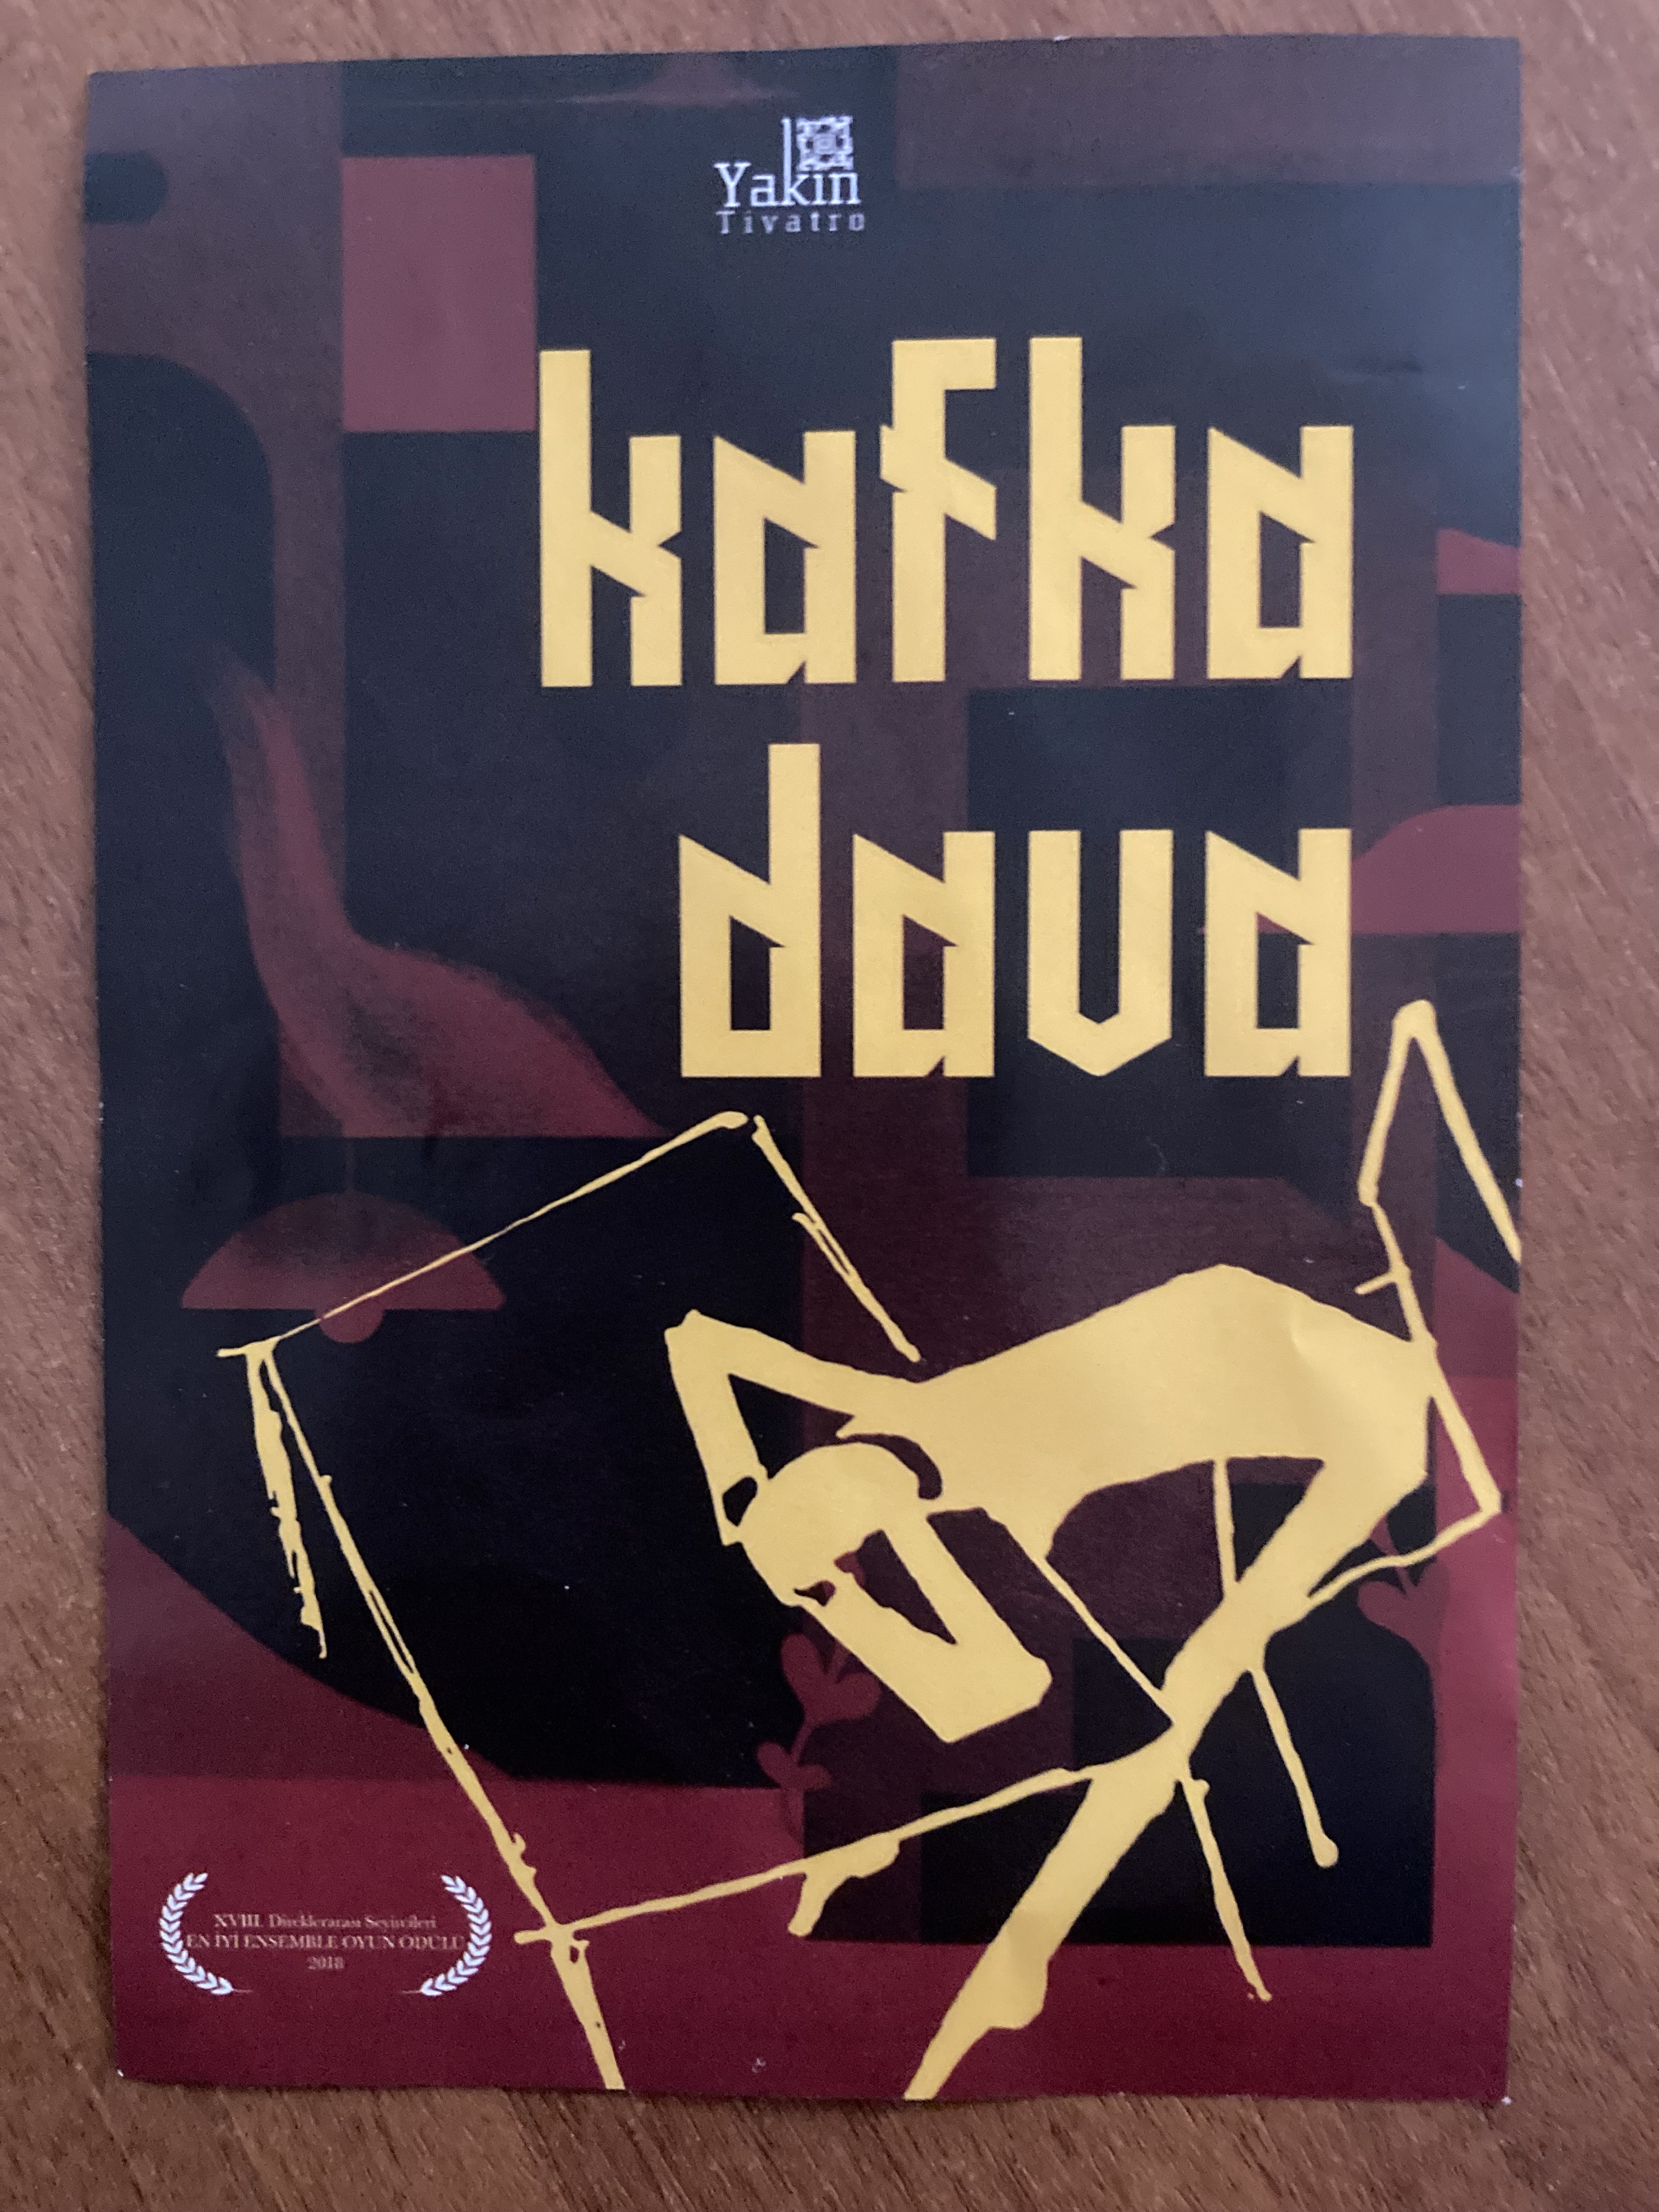 Yakın
Tiyatro
kafka
dava
XVIII. Direklerarası Seyircileri
EN İYİ ENSEMBLE OYUN ÖDÜLÜ
2018